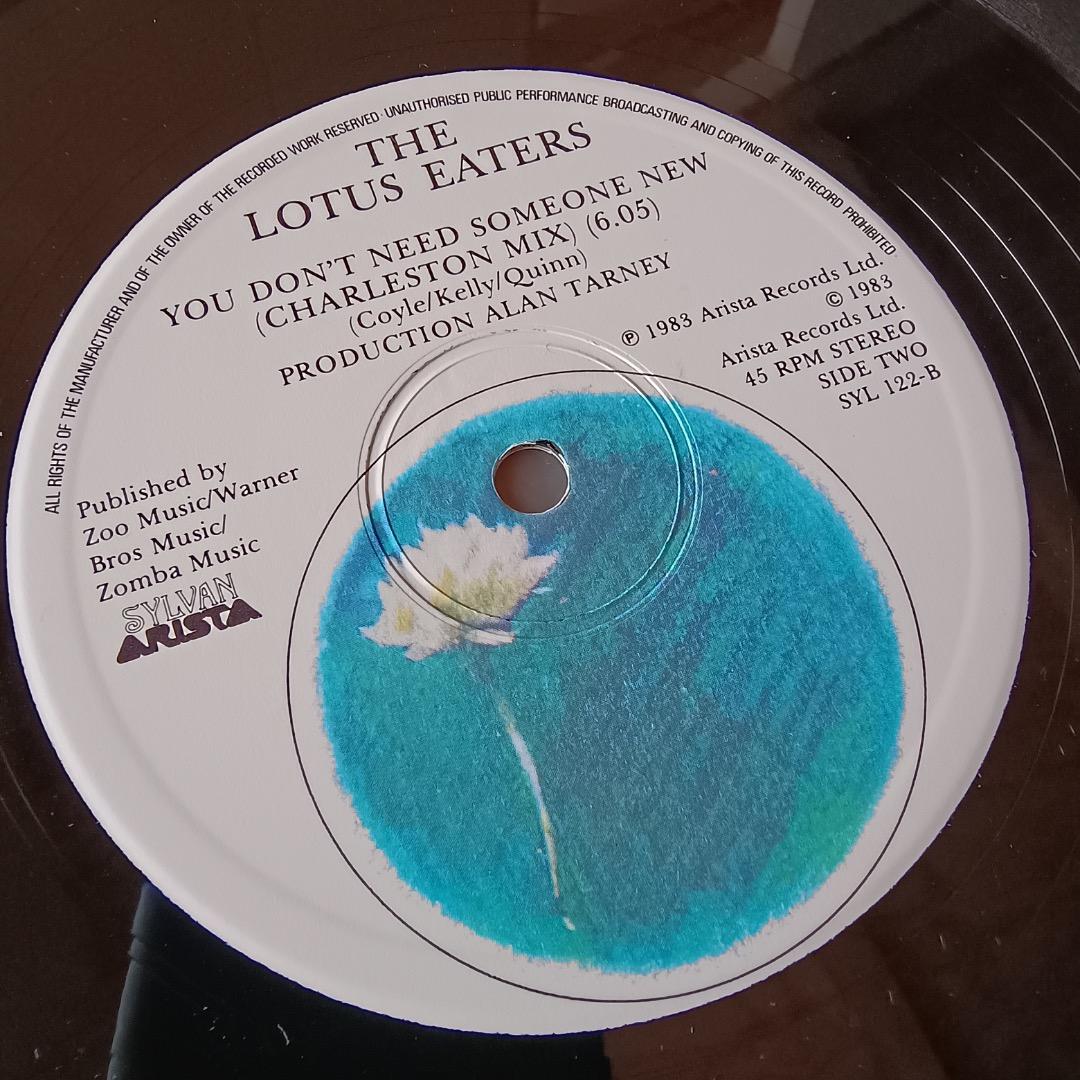 ALL RIGHTS OF THE MANUFACTURER AND OF THE OWNER OF THE RECORDED WORK RESERVED · UNAUTHORISED PUBLIC PERFORMANCE BROADCASTING AND COPYING OF THIS RECORD PROHIBITED
THE
LOTUS EATERS
YOU DON'T NEED SOMEONE NEW
(CHARLESTON MIX) (6.05)
(Coyle/Kelly/Quinn)
PRODUCTION ALAN TARNEY
℗ 1983 Arista Records Ltd.
© 1983
Arista Records Ltd.
45 RPM STEREO
SIDE TWO
SYL 122-B
Published by
Zoo Music/Warner
Bros Music/
Zomba Music
SYLVAN
ARISTA